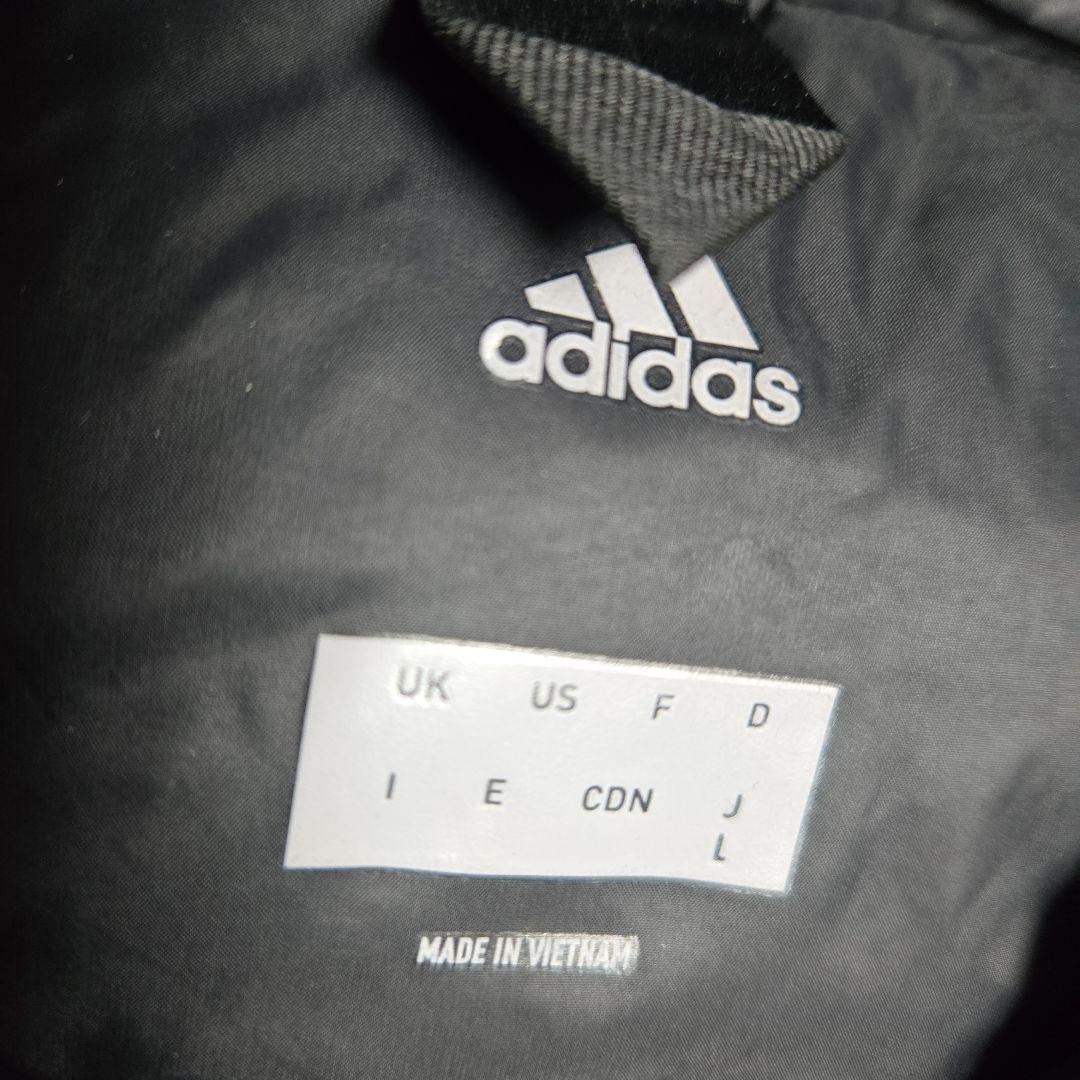 adidas
UK US F D
I E CDN J
L
MADE IN VIETNAM